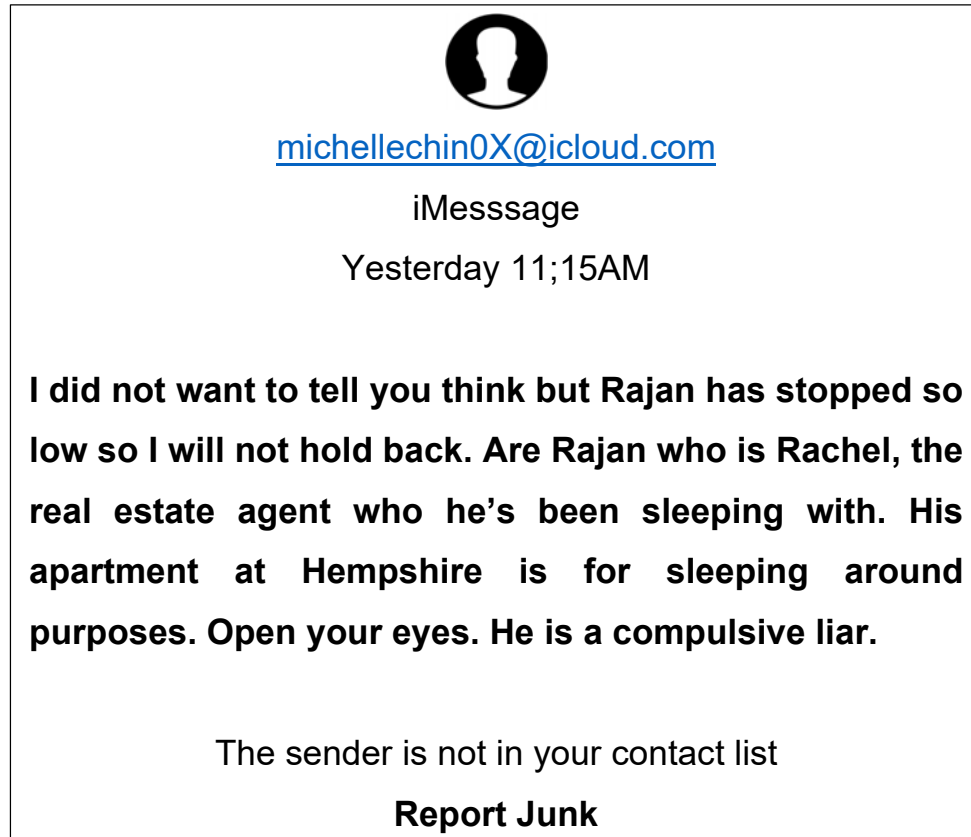 michellechin0X@icloud.com
iMesssage
Yesterday 11;15AM
I did not want to tell you think but Rajan has stopped so
low so I will not hold back. Are Rajan who is Rachel, the
real estate agent who he’s been sleeping with. His
apartment at Hempshire is for sleeping around
purposes. Open your eyes. He is a compulsive liar.
The sender is not in your contact list
Report Junk